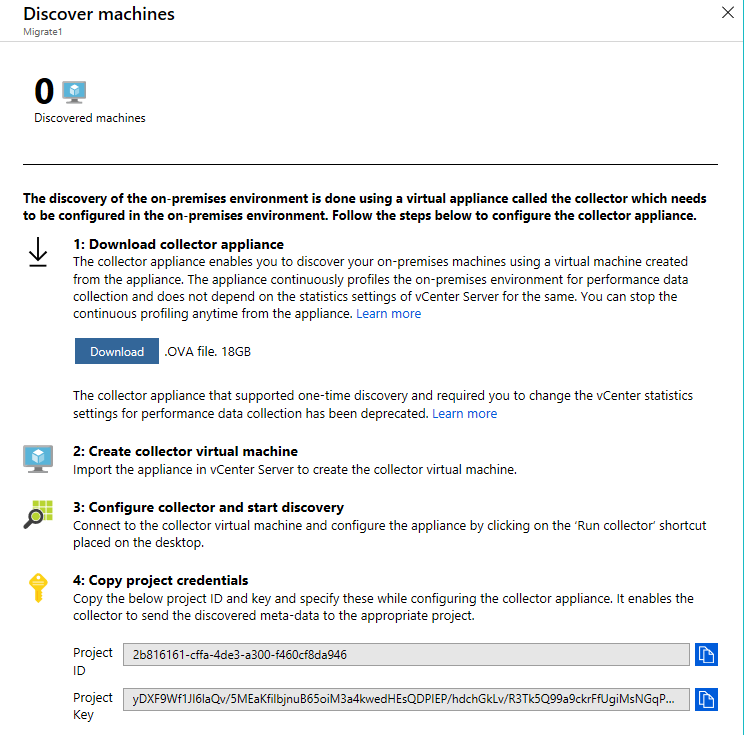 Discover machines
Migrate1
0
Discovered machines
The discovery of the on-premises environment is done using a virtual appliance called the collector which needs
to be configured in the on-premises environment. Follow the steps below to configure the collector appliance.
1: Download collector appliance
The collector appliance enables you to discover your on-premises machines using a virtual machine created
from the appliance. The appliance continuously profiles the on-premises environment for performance data
collection and does not depend on the statistics settings of vCenter Server for the same. You can stop the
continuous profiling anytime from the appliance. Learn more
Download .OVA file. 18GB
The collector appliance that supported one-time discovery and required you to change the vCenter statistics
settings for performance data collection has been deprecated. Learn more
2: Create collector virtual machine
Import the appliance in vCenter Server to create the collector virtual machine.
3: Configure collector and start discovery
Connect to the collector virtual machine and configure the appliance by clicking on the ‘Run collector’ shortcut
placed on the desktop.
4: Copy project credentials
Copy the below project ID and key and specify these while configuring the collector appliance. It enables the
collector to send the discovered meta-data to the appropriate project.
Project ID
2b816161-cffa-4de3-a300-f460cf8da946
Project Key
yDXF9Wf1JI6laQv/5MEaKfilbjnuB65oiM3a4kwedHEsQDPIEP/hdchGkLv/R3Tk5Q99a9ckrFfUgiMsNGqP...